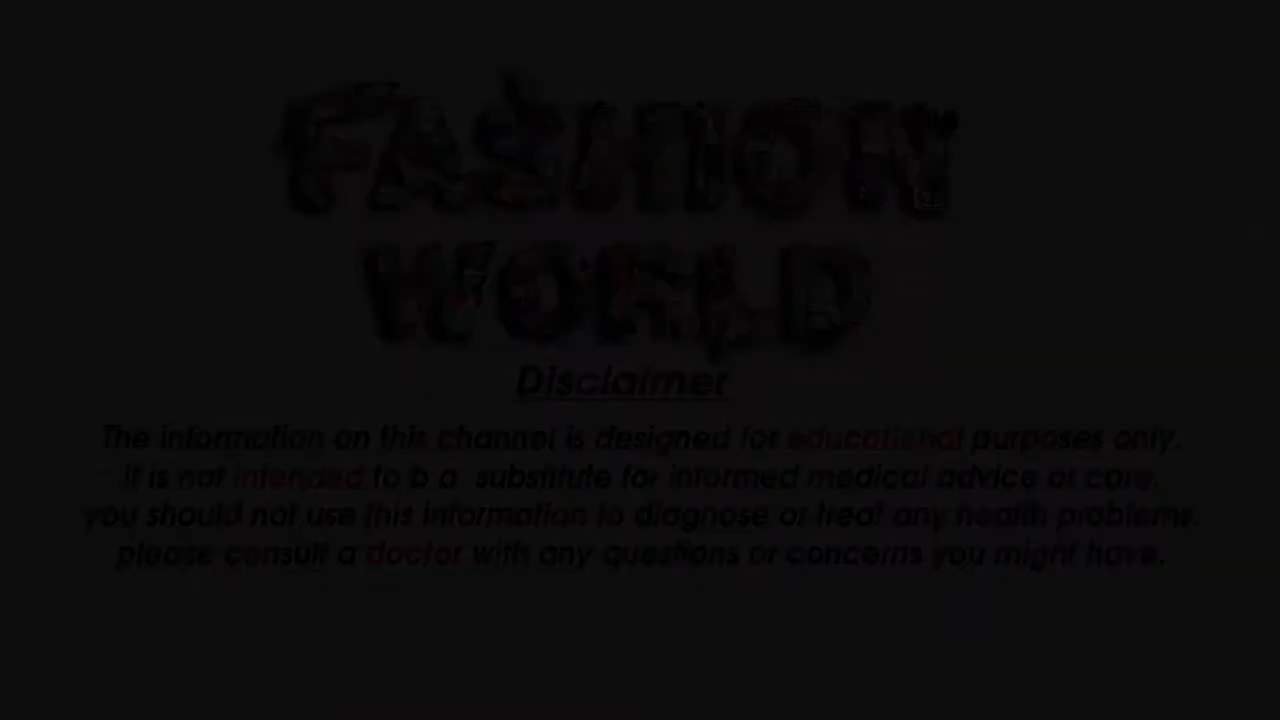 FASHION
WORLD
Disclaimer
The information on this channel is designed for educational purposes only.
it is not intended to b a substitute for informed medical advice or care.
you should not use this information to diagnose or treat any health problems.
please consult a doctor with any questions or concerns you might have.